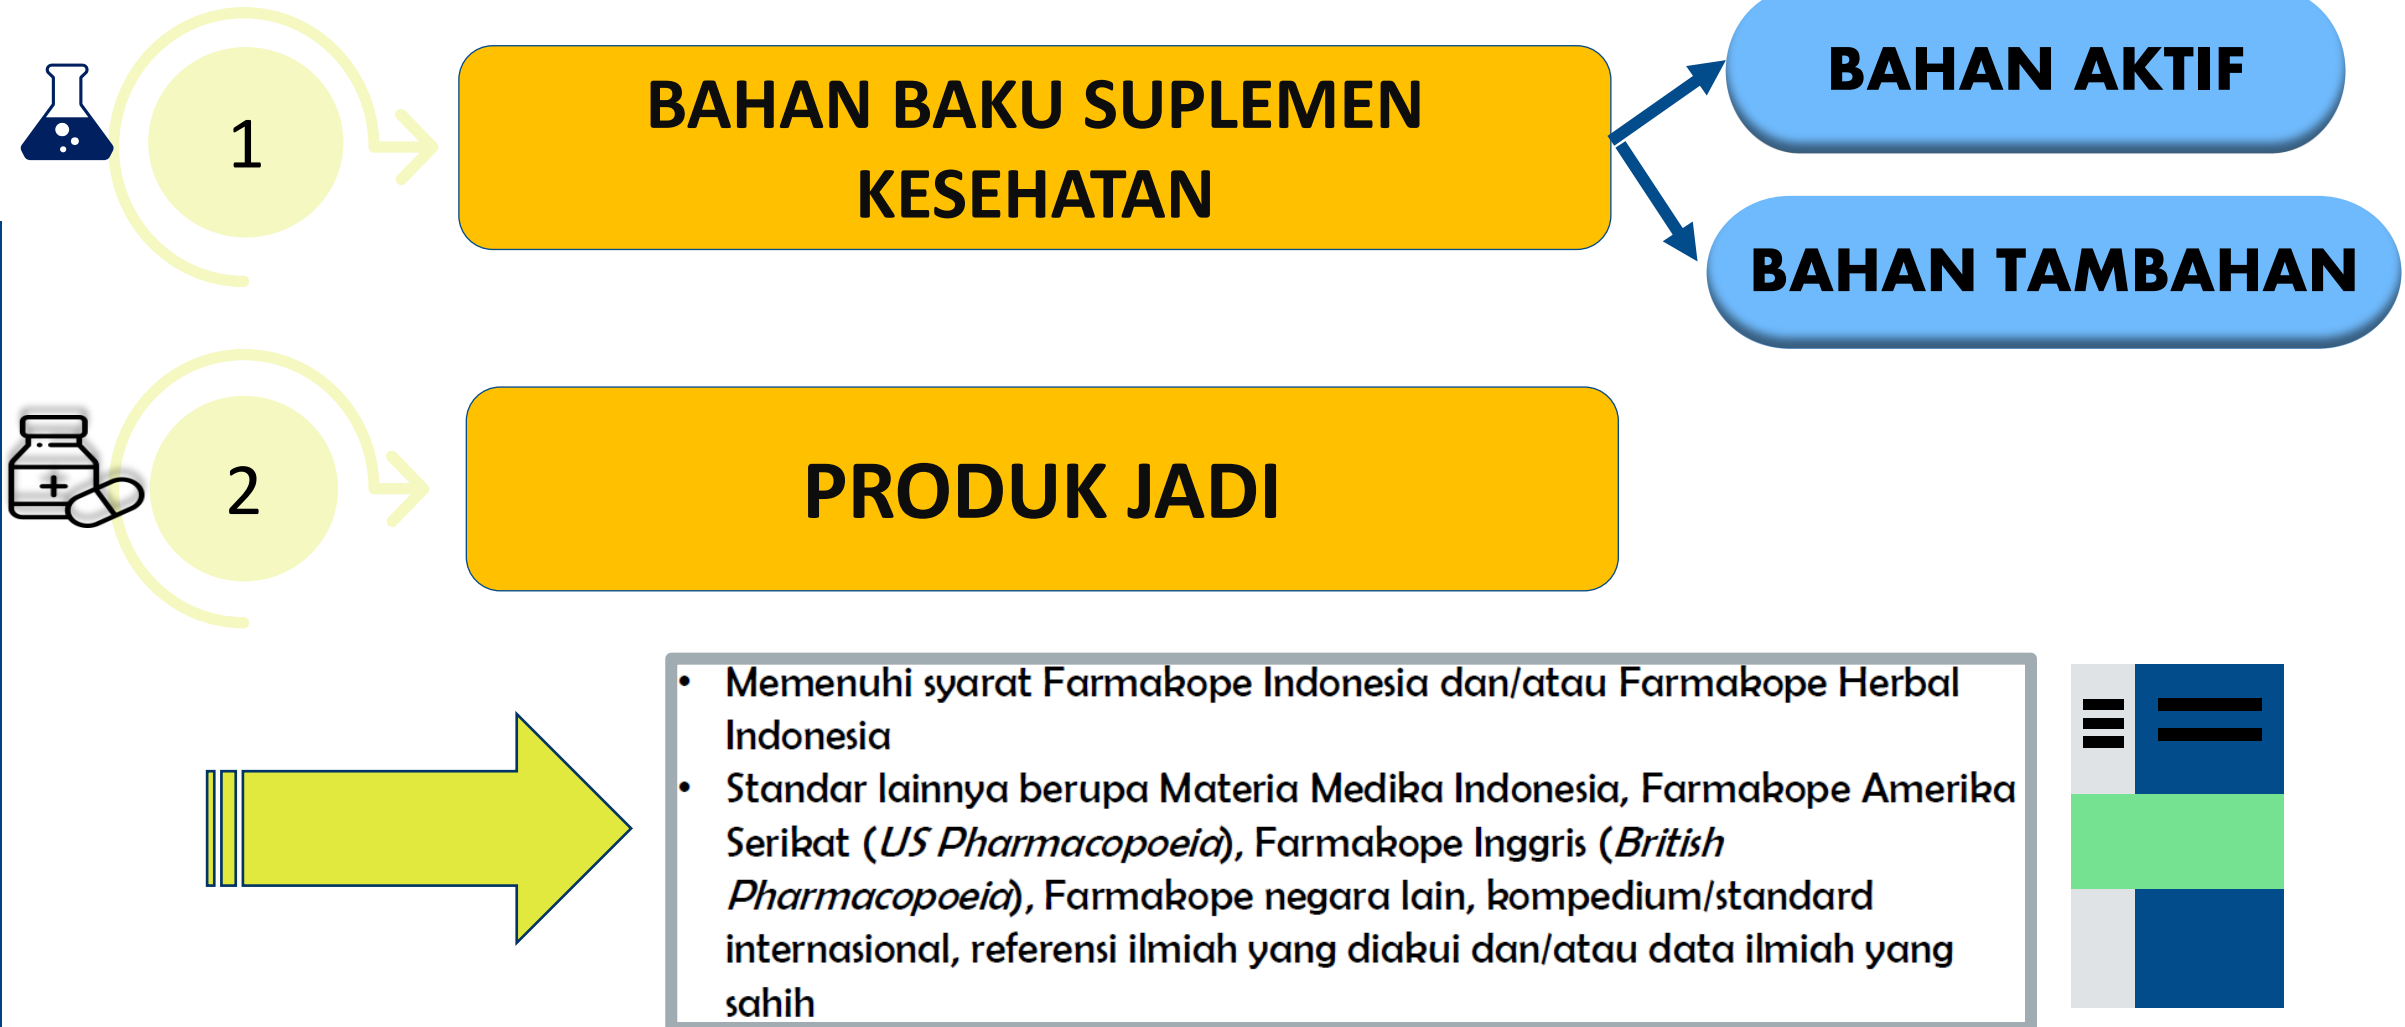 1
BAHAN BAKU SUPLEMEN
KESEHATAN
BAHAN AKTIF
BAHAN TAMBAHAN
2
PRODUK JADI
• Memenuhi syarat Farmakope Indonesia dan/atau Farmakope Herbal
Indonesia
• Standar lainnya berupa Materia Medika Indonesia, Farmakope Amerika
Serikat (US Pharmacopoeia), Farmakope Inggris (British
Pharmacopoeia), Farmakope negara lain, kompedium/standard
internasional, referensi ilmiah yang diakui dan/atau data ilmiah yang
sahih